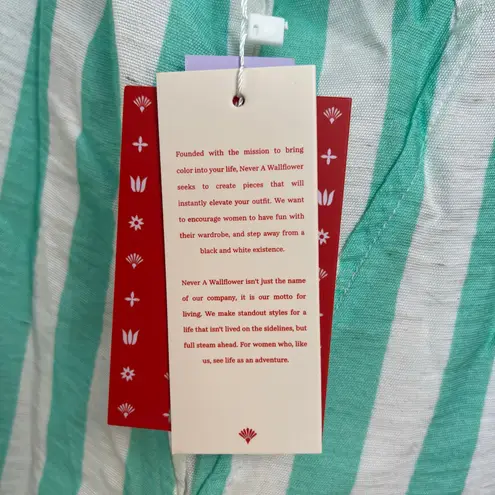 Founded with the mission to bring
color into your life, Never A Wallflower
seeks to create pieces that will
instantly elevate your outfit. We want
to encourage women to have fun with
their wardrobe, and step away from a
black and white existence.
Never A Wallflower isn't just the name
of our company, it is our motto for
living. We make standout styles for a
life that isn't lived on the sidelines, but
full steam ahead. For women who, like
us, see life as an adventure.